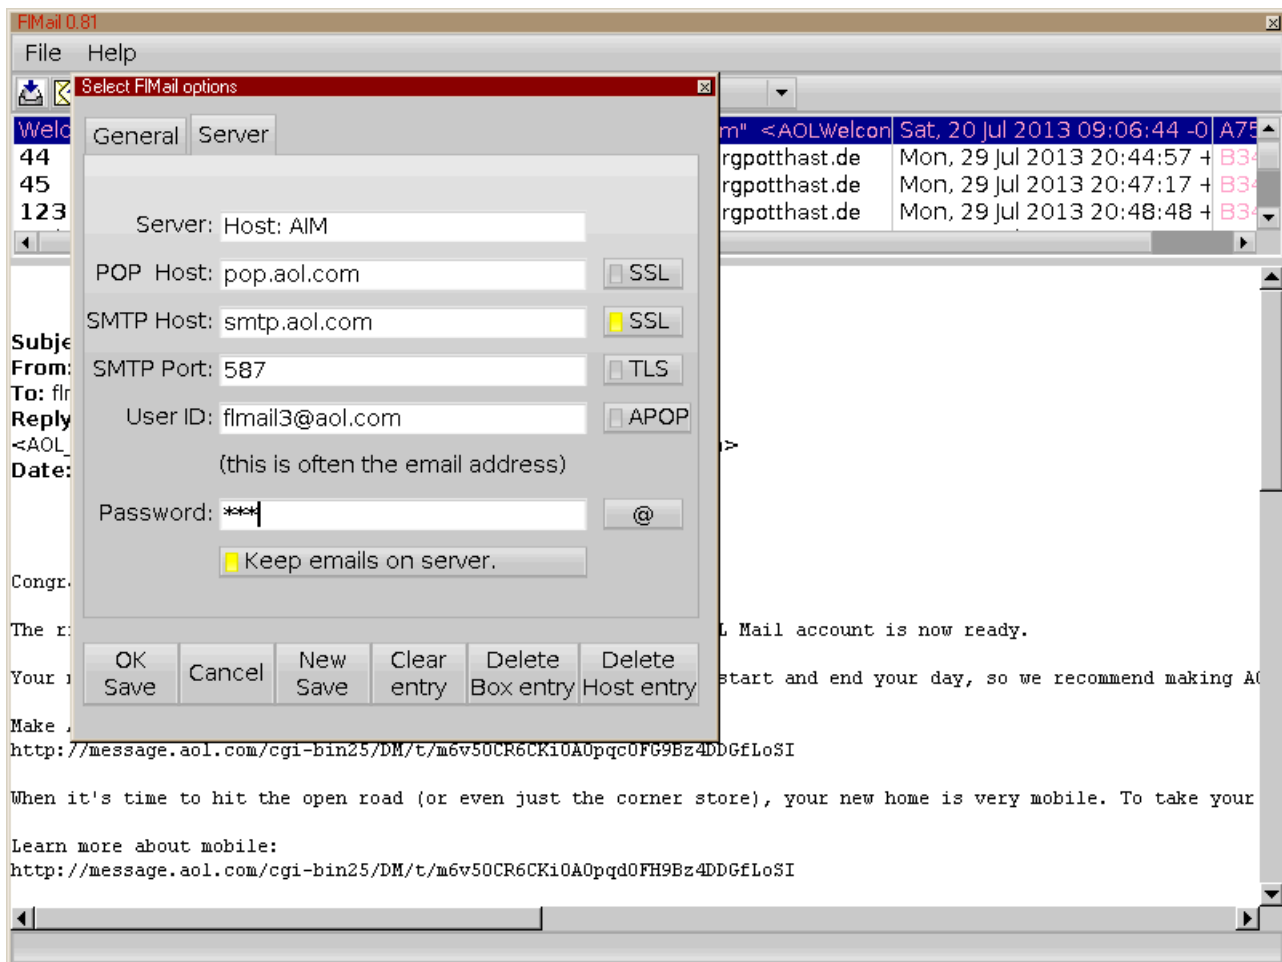 FlMail 0.81
File Help
Select FlMail options
General Server
m" <AOLWelcon Sat, 20 Jul 2013 09:06:44 -0 A75
44 rgpotthast.de Mon, 29 Jul 2013 20:44:57 + B34
45 rgpotthast.de Mon, 29 Jul 2013 20:47:17 + B34
123 rgpotthast.de Mon, 29 Jul 2013 20:48:48 + B34
Server: Host: AIM
POP Host: pop.aol.com SSL
SMTP Host: smtp.aol.com SSL
SMTP Port: 587 TLS
User ID: flmail3@aol.com APOP
(this is often the email address)
Password: *** @
Keep emails on server.
OK Save
Cancel
New Save
Clear entry
Delete Box entry
Delete Host entry
Subje
From:
To: flr
Reply
<AOL_ >
Date:
Congr
The r L Mail account is now ready.
Your start and end your day, so we recommend making A
Make
http://message.aol.com/cgi-bin25/DM/t/m6v50CR6CKi0A0pqc0FG9Bz4DDGfLoSI
When it's time to hit the open road (or even just the corner store), your new home is very mobile. To take your
Learn more about mobile:
http://message.aol.com/cgi-bin25/DM/t/m6v50CR6CKi0A0pqd0FH9Bz4DDGfLoSI